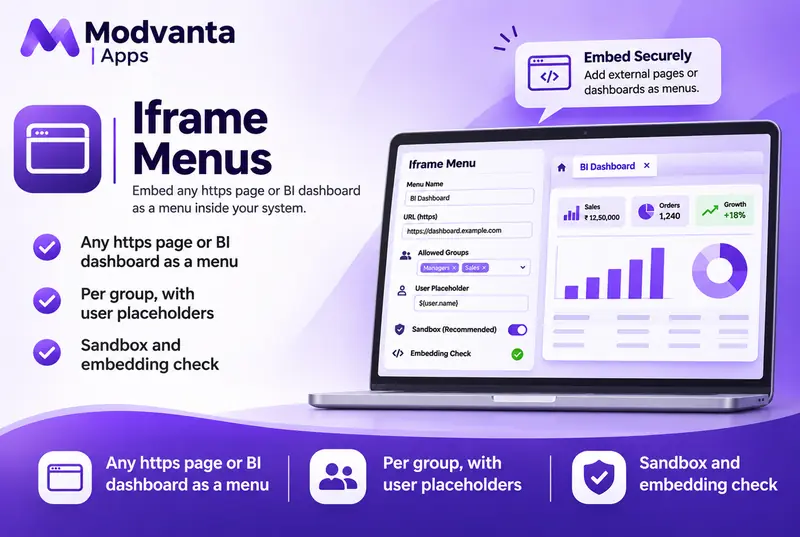 Modvanta
| Apps
Iframe
Menus
Embed any https page or BI dashboard
as a menu inside your system.
Any https page or BI
dashboard as a menu
Per group, with
user placeholders
Sandbox and
embedding check
</>
Embed Securely
Add external pages or
dashboards as menus.
Iframe Menu
Menu Name
BI Dashboard
URL (https)
https://dashboard.example.com
Allowed Groups
Managers × Sales ×
User Placeholder
${user.name}
Sandbox (Recommended)
</> Embedding Check
BI Dashboard ×
Sales
₹ 12,50,000
Orders
1,240
Growth
+18%
Any https page or BI
dashboard as a menu
Per group, with
user placeholders
Sandbox and
embedding check